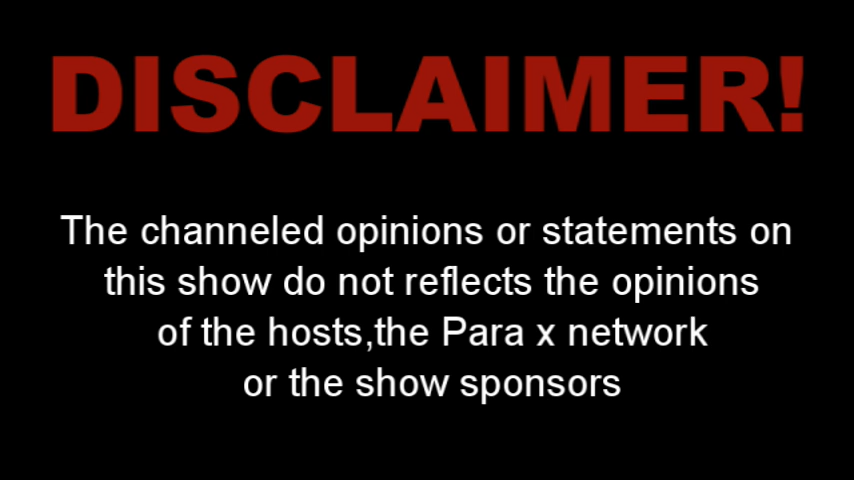 DISCLAIMER!
The channeled opinions or statements on
this show do not reflects the opinions
of the hosts,the Para x network
or the show sponsors